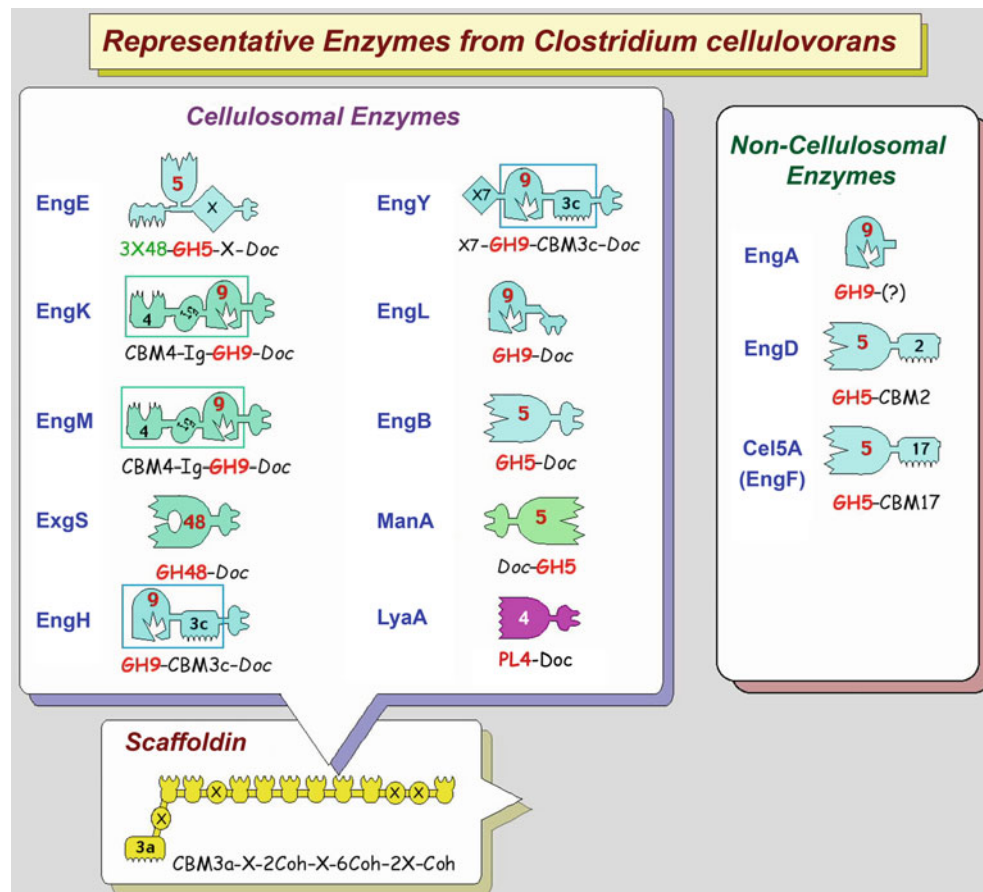 Representative Enzymes from Clostridium cellulovorans
Cellulosomal Enzymes
EngE
5
X
3X48-GH5-X-Doc
EngK
4
Ig
9
CBM4-Ig-GH9-Doc
EngM
4
Ig
9
CBM4-Ig-GH9-Doc
ExgS
48
GH48-Doc
EngH
9
3c
GH9-CBM3c-Doc
EngY
X7
9
3c
X7-GH9-CBM3c-Doc
EngL
9
GH9-Doc
EngB
5
GH5-Doc
ManA
5
Doc-GH5
LyaA
4
PL4-Doc
Non-Cellulosomal
Enzymes
EngA
9
GH9-(?)
EngD
5 2
GH5-CBM2
Cel5A
(EngF)
5 17
GH5-CBM17
Scaffoldin
X X X
X
3a
CBM3a-X-2Coh-X-6Coh-2X-Coh